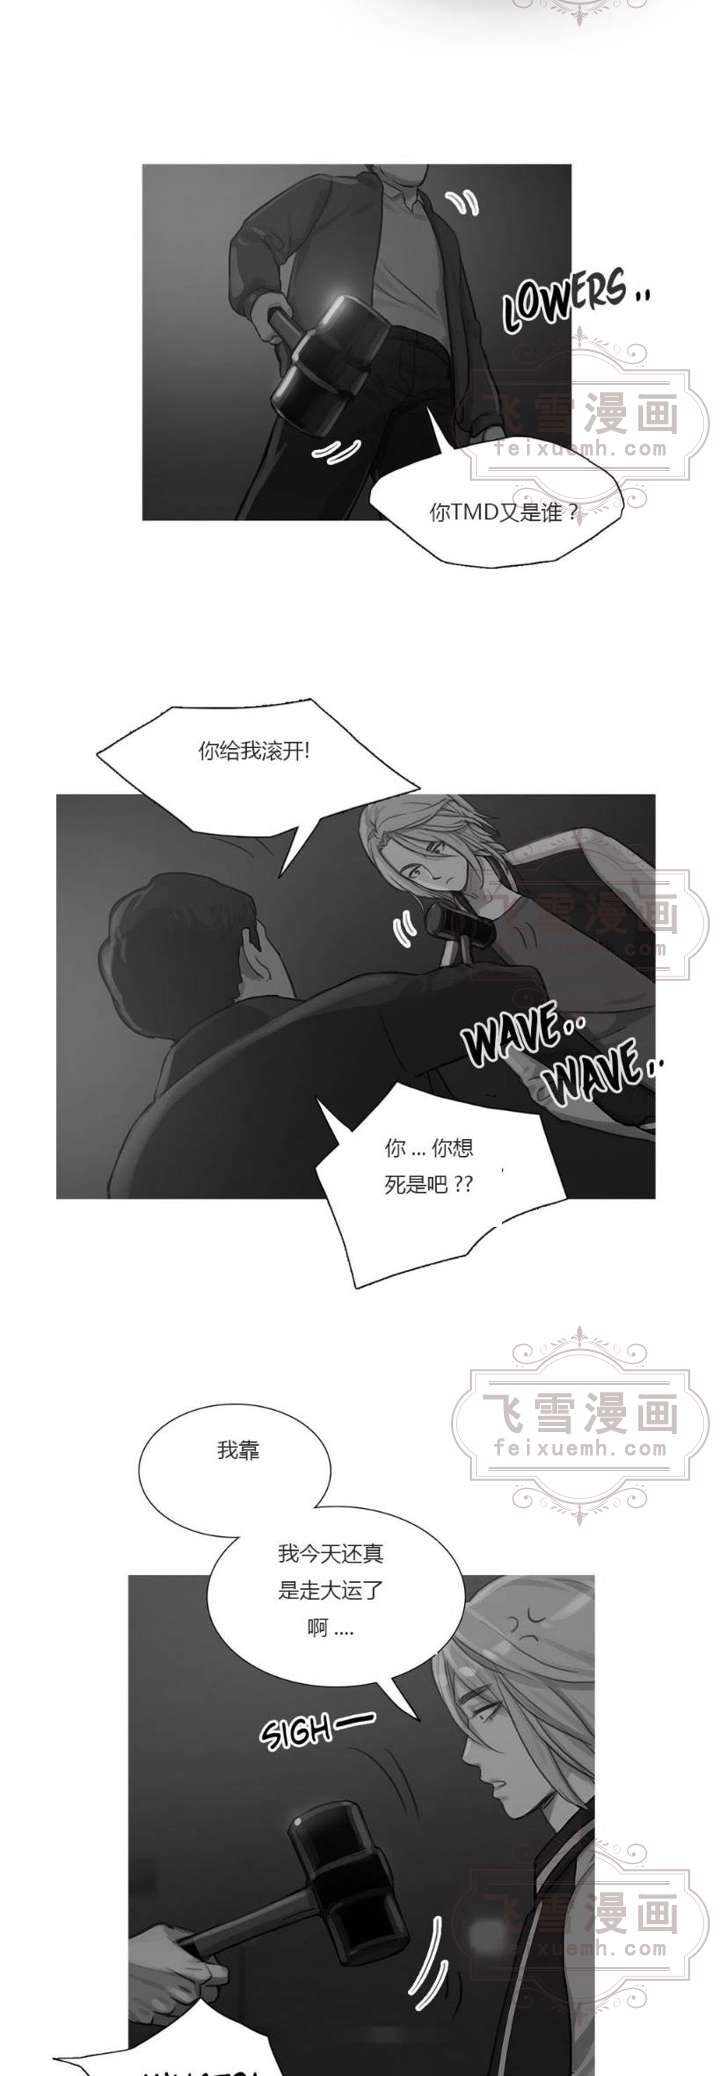 LOWERS..
飞雪漫画
feixuemh.com
你TMD又是谁？
你给我滚开!
飞雪漫画
feixuemh.com
WAVE..
WAVE..
你 ... 你想
死是吧 ??
飞雪漫画
feixuemh.com
我靠
我今天还真
是走大运了
啊 ....
SIGH—
飞雪漫画
feixuemh.com